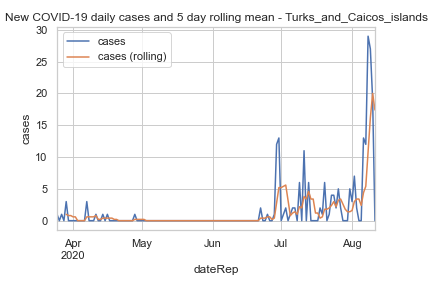 New COVID-19 daily cases and 5 day rolling mean - Turks_and_Caicos_islands
30
25
20
15
10
5
0
cases
cases (rolling)
cases
Apr
2020
May
Jun
Jul
Aug
dateRep